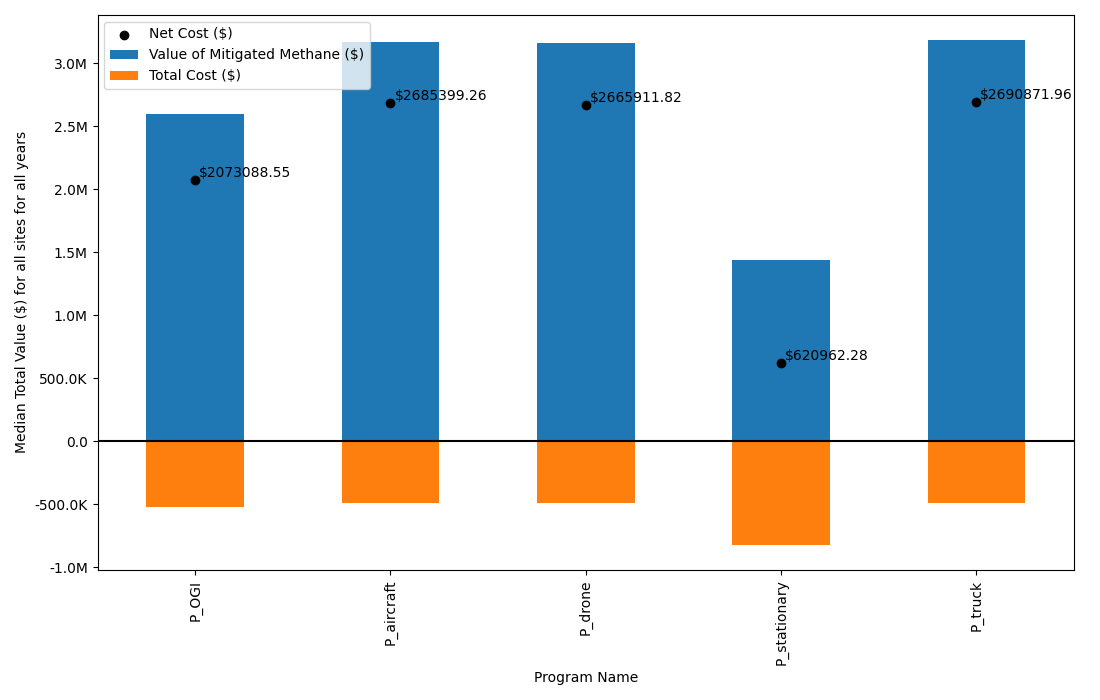 Net Cost ($)
Value of Mitigated Methane ($)
Total Cost ($)
Median Total Value ($) for all sites for all years
3.0M
2.5M
2.0M
1.5M
1.0M
500.0K
0.0
-500.0K
-1.0M
$2073088.55
$2685399.26
$2665911.82
$620962.28
$2690871.96
P_OGI
P_aircraft
P_drone
P_stationary
P_truck
Program Name